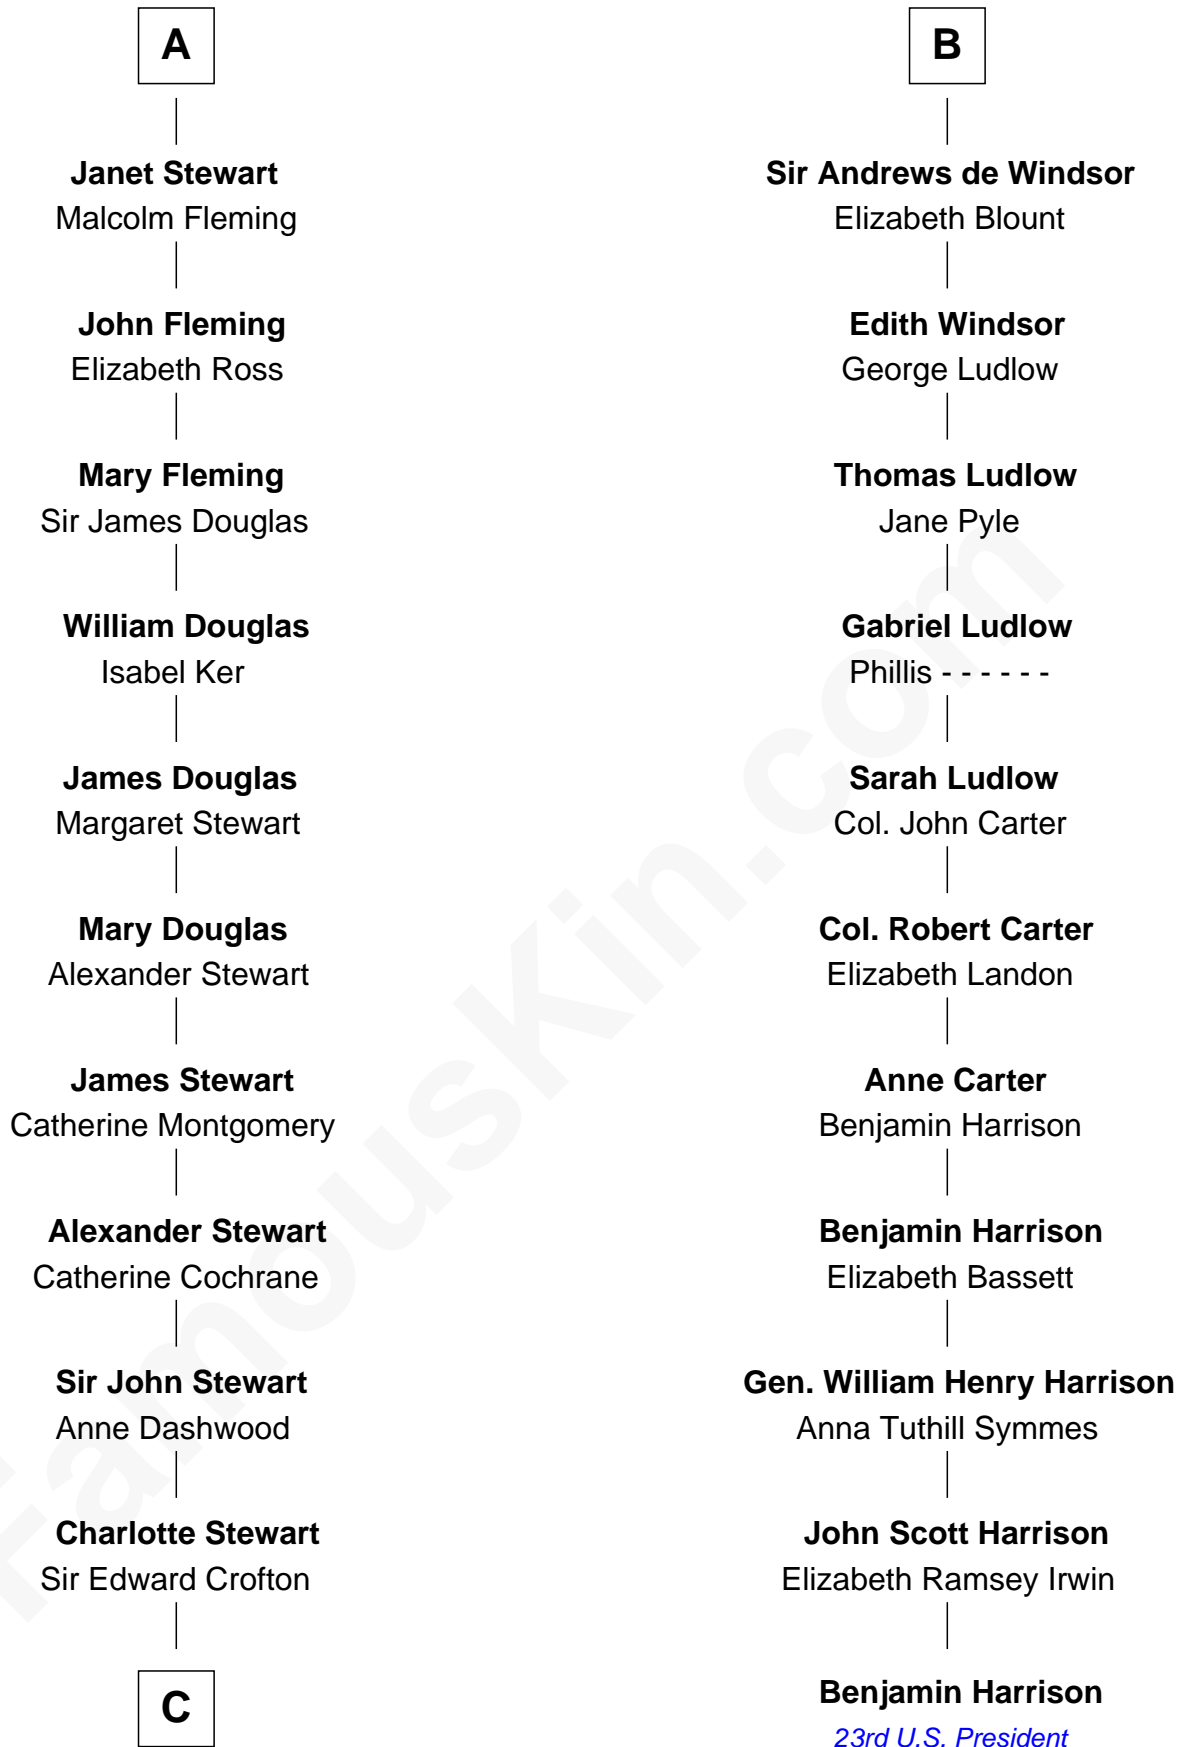 A
Janet Stewart
Malcolm Fleming
John Fleming
Elizabeth Ross
Mary Fleming
Sir James Douglas
William Douglas
Isabel Ker
James Douglas
Margaret Stewart
Mary Douglas
Alexander Stewart
James Stewart
Catherine Montgomery
Alexander Stewart
Catherine Cochrane
Sir John Stewart
Anne Dashwood
Charlotte Stewart
Sir Edward Crofton
C
B
Sir Andrews de Windsor
Elizabeth Blount
Edith Windsor
George Ludlow
Thomas Ludlow
Jane Pyle
Gabriel Ludlow
Phillis - - - - - -
Sarah Ludlow
Col. John Carter
Col. Robert Carter
Elizabeth Landon
Anne Carter
Benjamin Harrison
Benjamin Harrison
Elizabeth Bassett
Gen. William Henry Harrison
Anna Tuthill Symmes
John Scott Harrison
Elizabeth Ramsey Irwin
Benjamin Harrison
23rd U.S. President
FamousKin.com